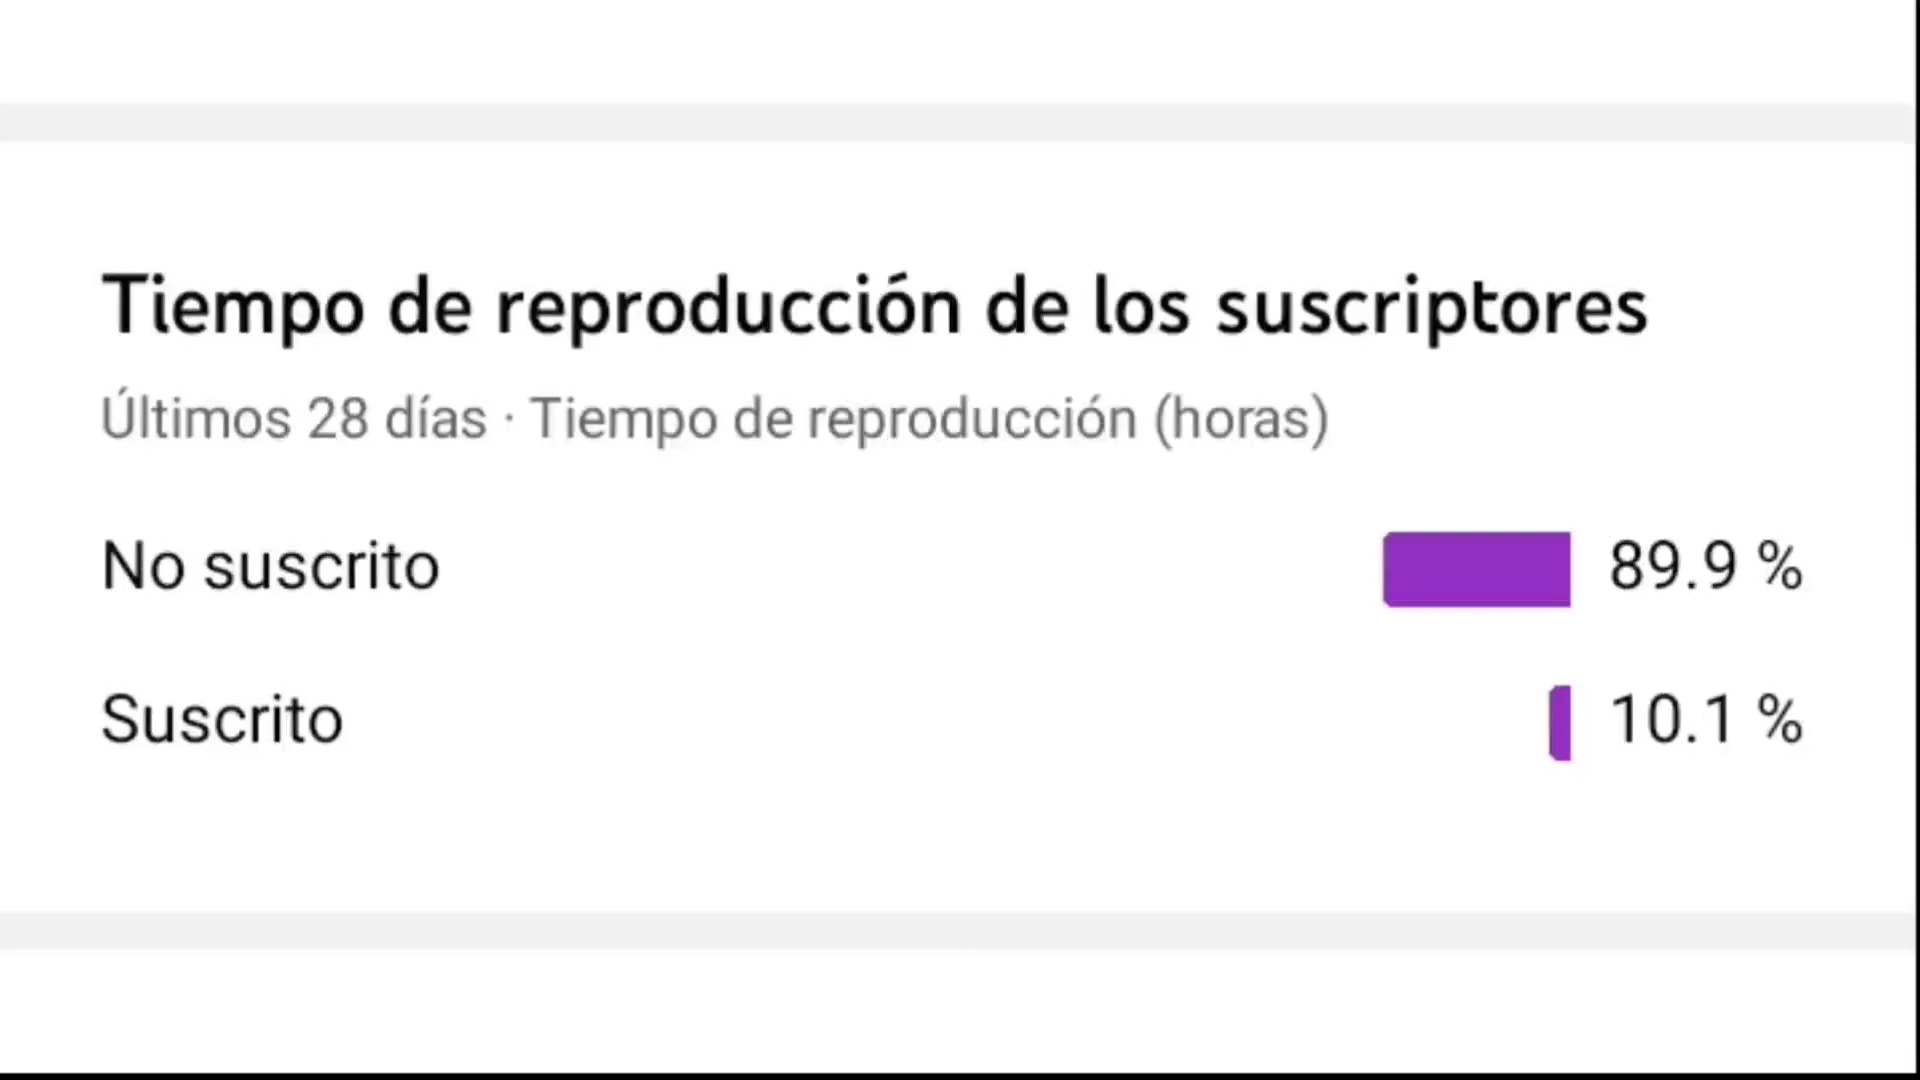 Tiempo de reproducción de los suscriptores
Últimos 28 días · Tiempo de reproducción (horas)
No suscrito 89.9 %
Suscrito 10.1 %